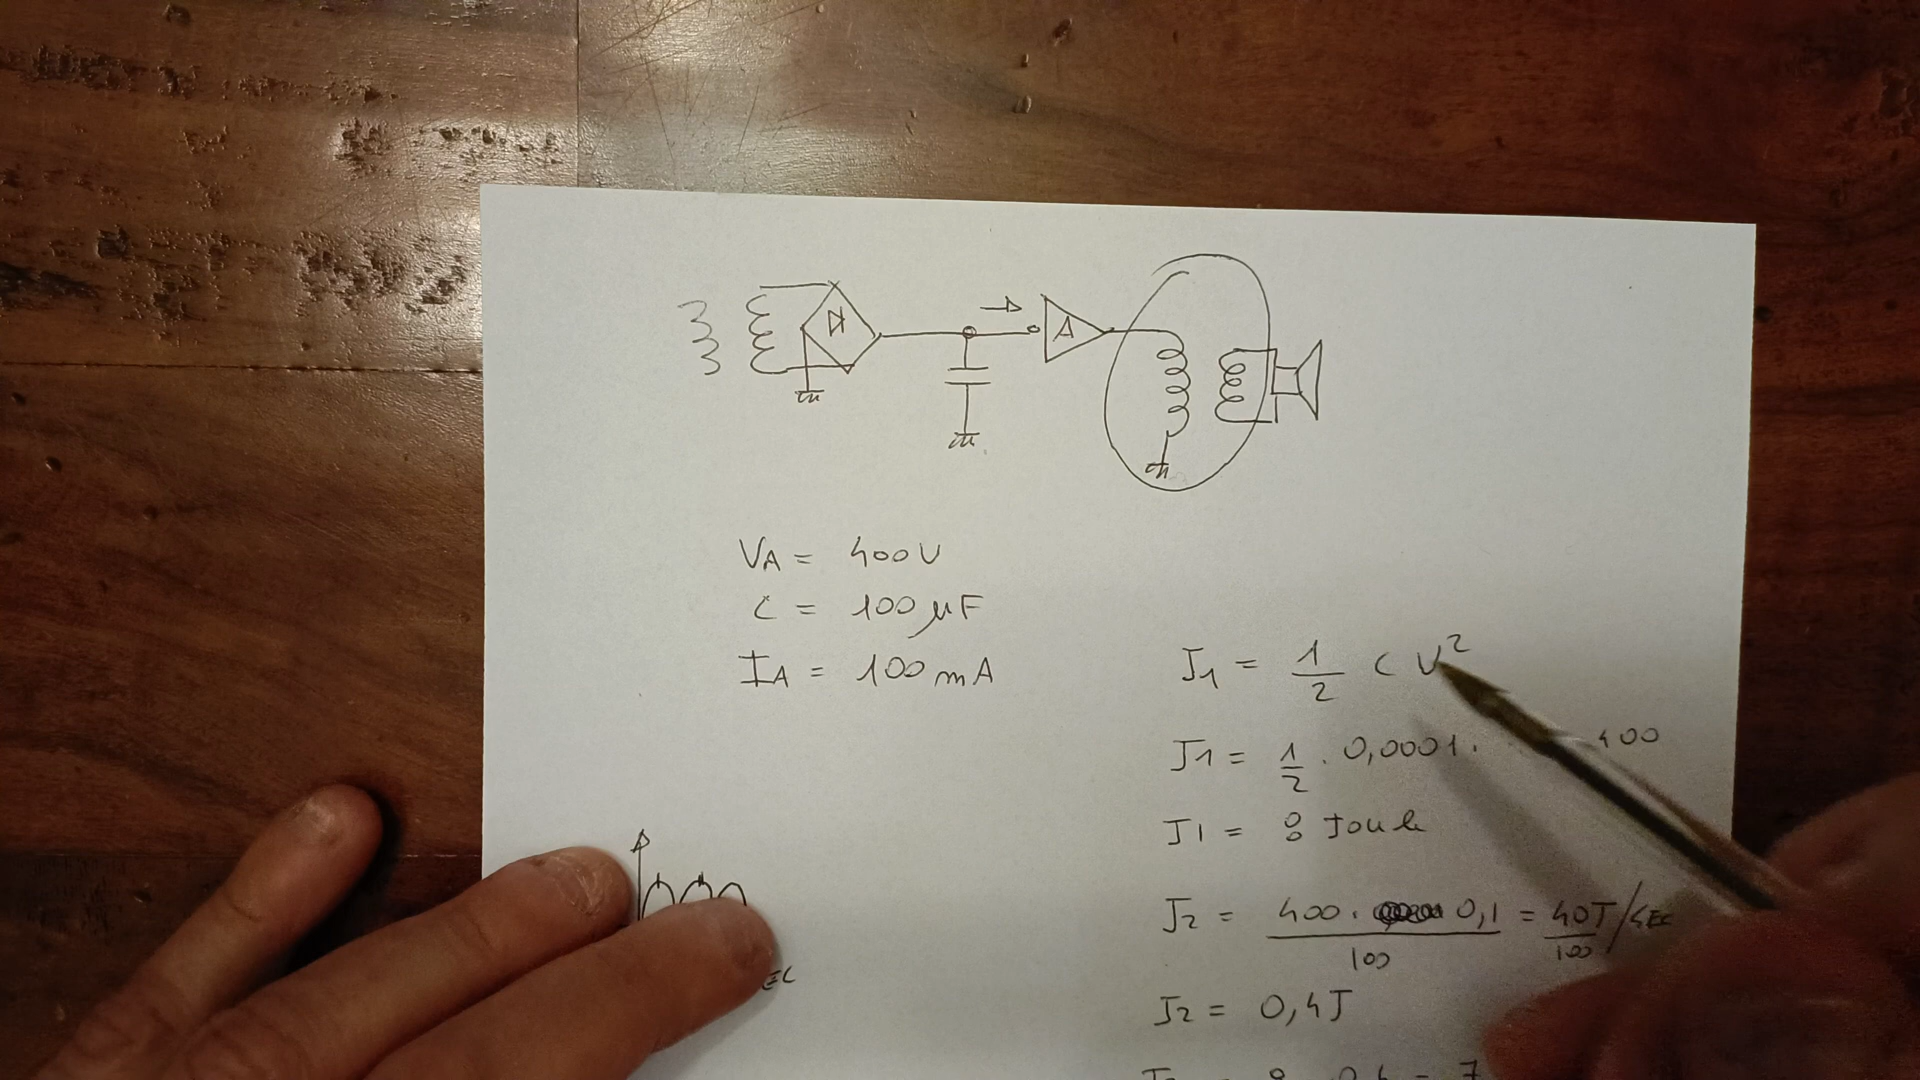 A
VA = 400V
C = 100 µF
IA = 100 mA
J1 = 1/2 C V²
J1 = 1/2 · 0,0001 · 400
J1 = 8 Joule
J2 = 400 · 0,1 / 100 = 40J/100 /SEC
J2 = 0,4J